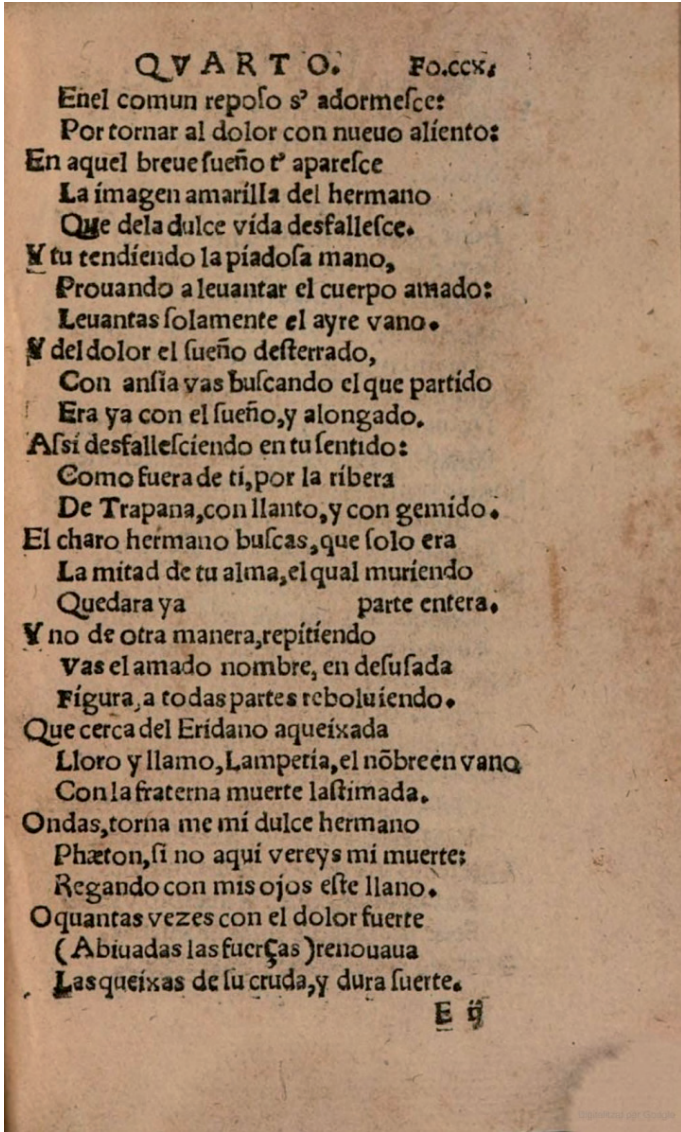 QVARTO. Fo.CCX.
Enel comun reposo s' adormesce:
Por tornar al dolor con nueuo aliento:
En aquel breue sueño t' aparesce
La imagen amarilla del hermano
Que dela dulce vida desfallesce.
Y tu tendiendo la piadosa mano,
Prouando a leuantar el cuerpo amado:
Leuantas solamente el ayre vano.
Y del dolor el sueño desterrado,
Con ansia vas buscando el que partido
Era ya con el sueño, y alongado.
Assi desfallesciendo en tu sentido:
Como fuera de ti, por la ribera
De Trapana, con llanto, y con gemido.
El charo hermano buscas, que solo era
La mitad de tu alma, el qual muriendo
Quedara ya parte entera.
Y no de otra manera, repitiendo
Vas el amado nombre, en desusada
Figura, a todas partes reboluiendo.
Que cerca del Eridano aqueixada
Lloro y llamo, Lampetia, el nõbre en vano
Con la fraterna muerte lastimada.
Ondas, torna me mi dulce hermano
Phæton, si no aqui vereys mi muerte:
Regando con mis ojos este llano.
O quantas vezes con el dolor fuerte
(Abiuadas las fuerças) renouaua
Las queixas de su cruda, y dura suerte.
E ij